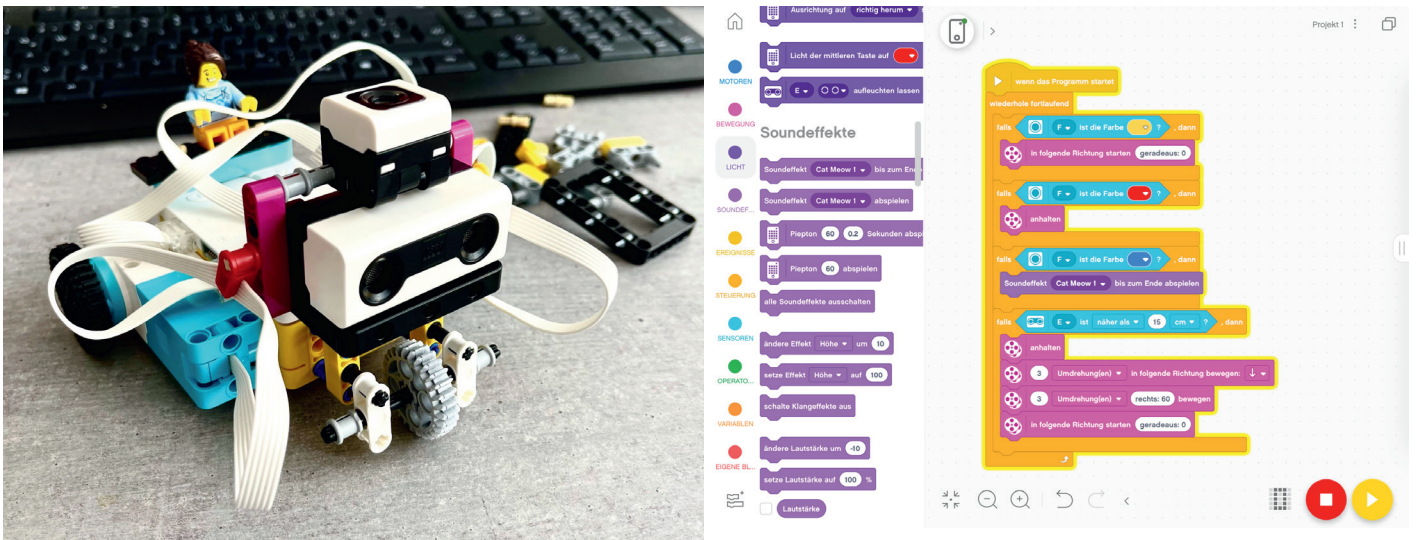 Ausrichtung auf richtig herum
Licht der mittleren Taste auf
E aufleuchten lassen
Soundeffekte
Soundeffekt Cat Meow 1 bis zum
Soundeffekt Cat Meow 1 abspielen
Piepton 60 0.2 Sekunden
Piepton 60 abspielen
alle Soundeffekte ausschalten
ändere Effekt Höhe um 10
setze Effekt Höhe auf 100
schalte Klangeffekte aus
ändere Lautstärke um -10
setze Lautstärke auf 100 %
Lautstärke
MOTOREN
BEWEGUNG
LICHT
SOUNDEF...
EREIGNISSE
STEUERUNG
SENSOREN
OPERATO...
VARIABLEN
EIGENE BL...
Projekt 1
wenn das Programm startet
wiederhole fortlaufend
falls F ist die Farbe ? , dann
in folgende Richtung starten geradeaus: 0
falls F ist die Farbe ? , dann
anhalten
falls F ist die Farbe ? , dann
Soundeffekt Cat Meow 1 bis zum Ende abspielen
falls E ist näher als 15 cm ? , dann
anhalten
3 Umdrehung(en) in folgende Richtung bewegen:
3 Umdrehung(en) rechts: 60 bewegen
in folgende Richtung starten geradeaus: 0